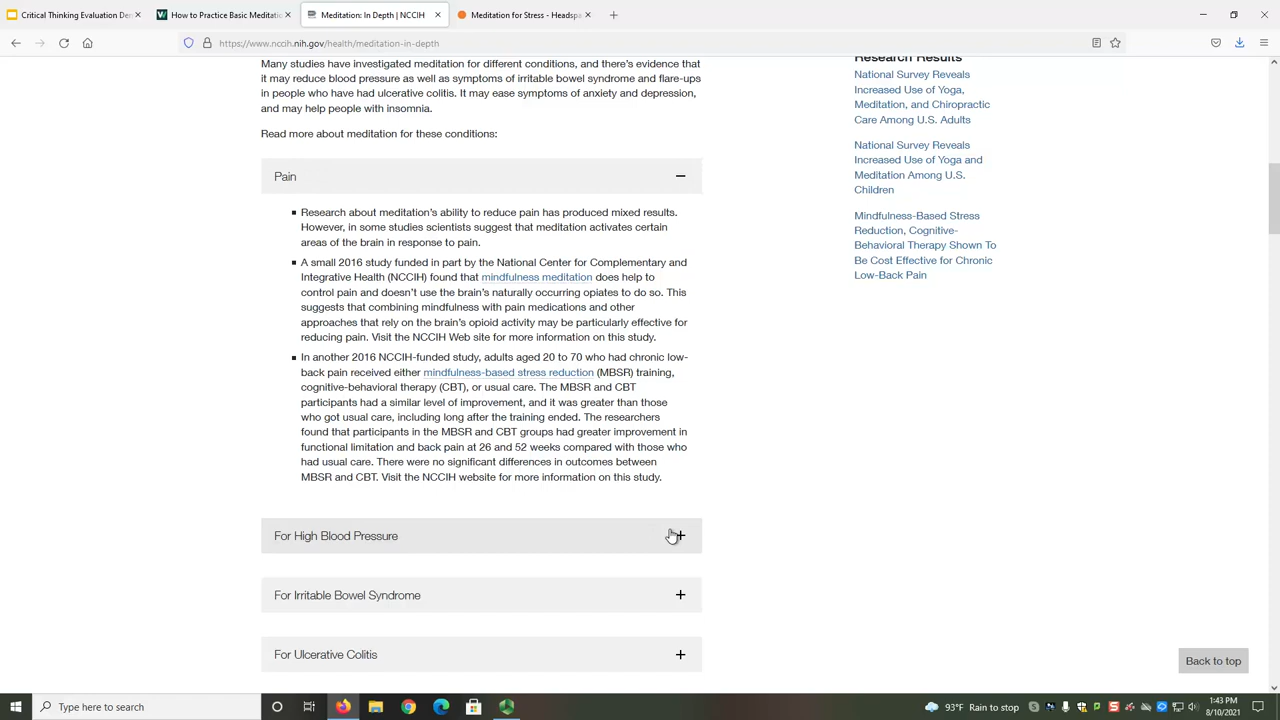 Critical Thinking Evaluation Den
How to Practice Basic Meditatio
Meditation: In Depth | NCCIH
Meditation for Stress - Headspa
https://www.nccih.nih.gov/health/meditation-in-depth
Many studies have investigated meditation for different conditions, and there's evidence that
it may reduce blood pressure as well as symptoms of irritable bowel syndrome and flare-ups
in people who have had ulcerative colitis. It may ease symptoms of anxiety and depression,
and may help people with insomnia.
Read more about meditation for these conditions:
Pain
Research about meditation's ability to reduce pain has produced mixed results.
However, in some studies scientists suggest that meditation activates certain
areas of the brain in response to pain.
A small 2016 study funded in part by the National Center for Complementary and
Integrative Health (NCCIH) found that mindfulness meditation does help to
control pain and doesn't use the brain's naturally occurring opiates to do so. This
suggests that combining mindfulness with pain medications and other
approaches that rely on the brain's opioid activity may be particularly effective for
reducing pain. Visit the NCCIH Web site for more information on this study.
In another 2016 NCCIH-funded study, adults aged 20 to 70 who had chronic low-
back pain received either mindfulness-based stress reduction (MBSR) training,
cognitive-behavioral therapy (CBT), or usual care. The MBSR and CBT
participants had a similar level of improvement, and it was greater than those
who got usual care, including long after the training ended. The researchers
found that participants in the MBSR and CBT groups had greater improvement in
functional limitation and back pain at 26 and 52 weeks compared with those who
had usual care. There were no significant differences in outcomes between
MBSR and CBT. Visit the NCCIH website for more information on this study.
For High Blood Pressure
For Irritable Bowel Syndrome
For Ulcerative Colitis
Research Results
National Survey Reveals
Increased Use of Yoga,
Meditation, and Chiropractic
Care Among U.S. Adults
National Survey Reveals
Increased Use of Yoga and
Meditation Among U.S.
Children
Mindfulness-Based Stress
Reduction, Cognitive-
Behavioral Therapy Shown To
Be Cost Effective for Chronic
Low-Back Pain
Back to top
Type here to search
93°F Rain to stop
1:43 PM
8/10/2021